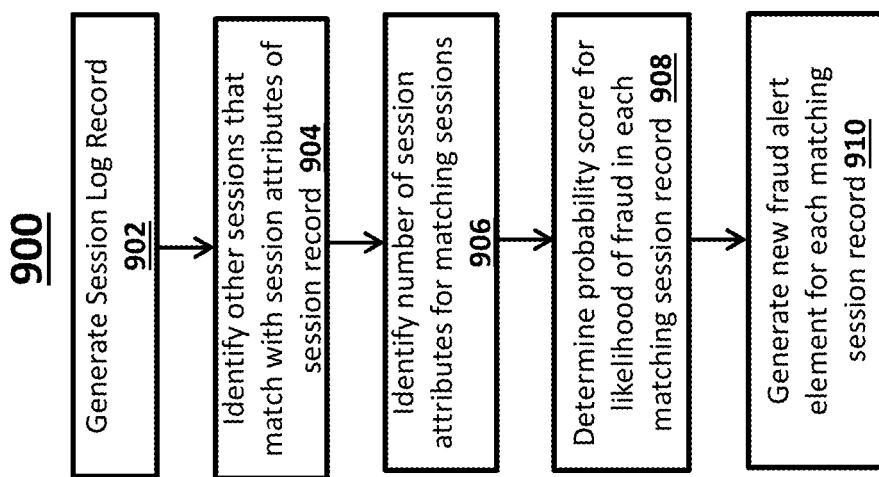 900
Generate Session Log Record
902
Identify other sessions that
match with session attributes of
session record 904
Identify number of session
attributes for matching sessions
906
Determine probability score for
likelihood of fraud in each
matching session record 908
Generate new fraud alert
element for each matching
session record 910